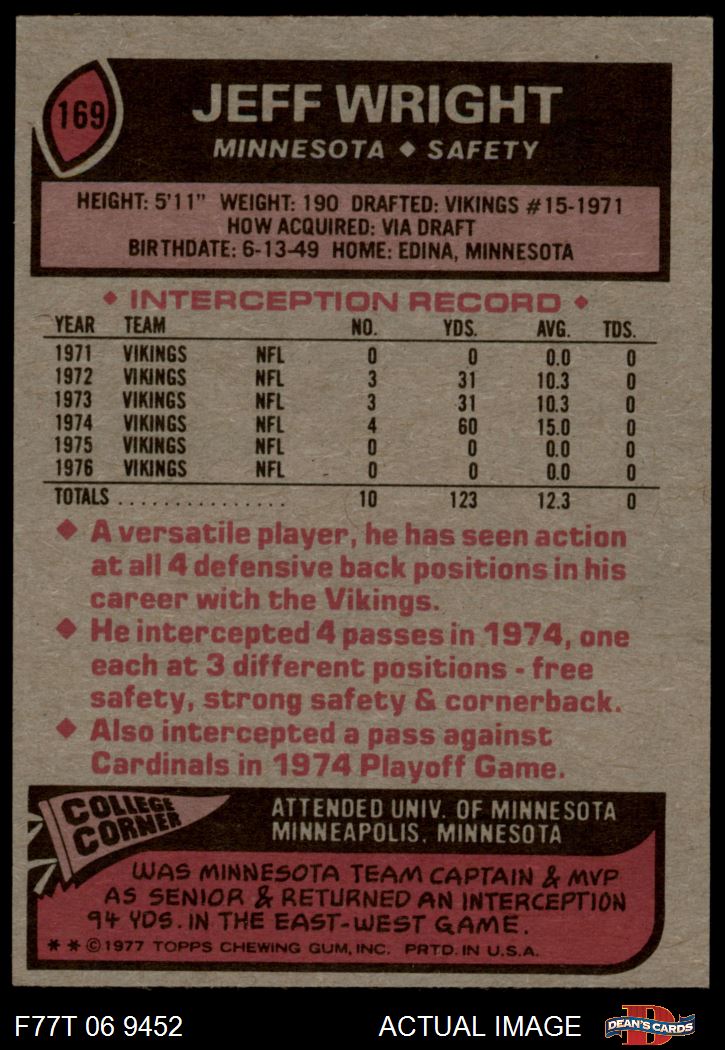 169
JEFF WRIGHT
MINNESOTA ◆ SAFETY
HEIGHT: 5'11" WEIGHT: 190 DRAFTED: VIKINGS #15-1971
HOW ACQUIRED: VIA DRAFT
BIRTHDATE: 6-13-49 HOME: EDINA, MINNESOTA
◆ INTERCEPTION RECORD ◆
YEAR TEAM NO. YDS. AVG. TDS.
1971 VIKINGS NFL 0 0 0.0 0
1972 VIKINGS NFL 3 31 10.3 0
1973 VIKINGS NFL 3 31 10.3 0
1974 VIKINGS NFL 4 60 15.0 0
1975 VIKINGS NFL 0 0 0.0 0
1976 VIKINGS NFL 0 0 0.0 0
TOTALS ................ 10 123 12.3 0
◆ A versatile player, he has seen action
at all 4 defensive back positions in his
career with the Vikings.
◆ He intercepted 4 passes in 1974, one
each at 3 different positions - free
safety, strong safety & cornerback.
◆ Also intercepted a pass against
Cardinals in 1974 Playoff Game.
COLLEGE
CORNER
ATTENDED UNIV. OF MINNESOTA
MINNEAPOLIS, MINNESOTA
WAS MINNESOTA TEAM CAPTAIN & MVP
AS SENIOR & RETURNED AN INTERCEPTION
94 YDS. IN THE EAST-WEST GAME.
* * © 1977 TOPPS CHEWING GUM, INC. PRTD. IN U.S.A.
F77T 06 9452
ACTUAL IMAGE
D
DEAN'S CARDS